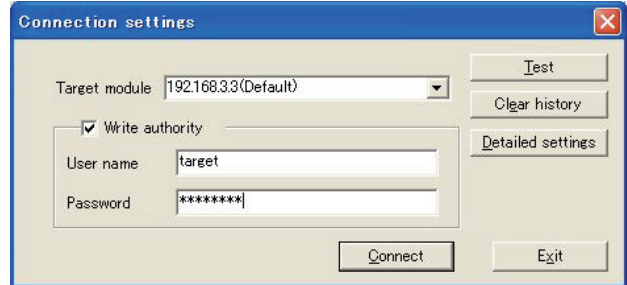 Connection settings
Test
Target module 192.168.3.3(Default)
Clear history
Write authority
Detailed settings
User name target
Password ********
Connect Exit